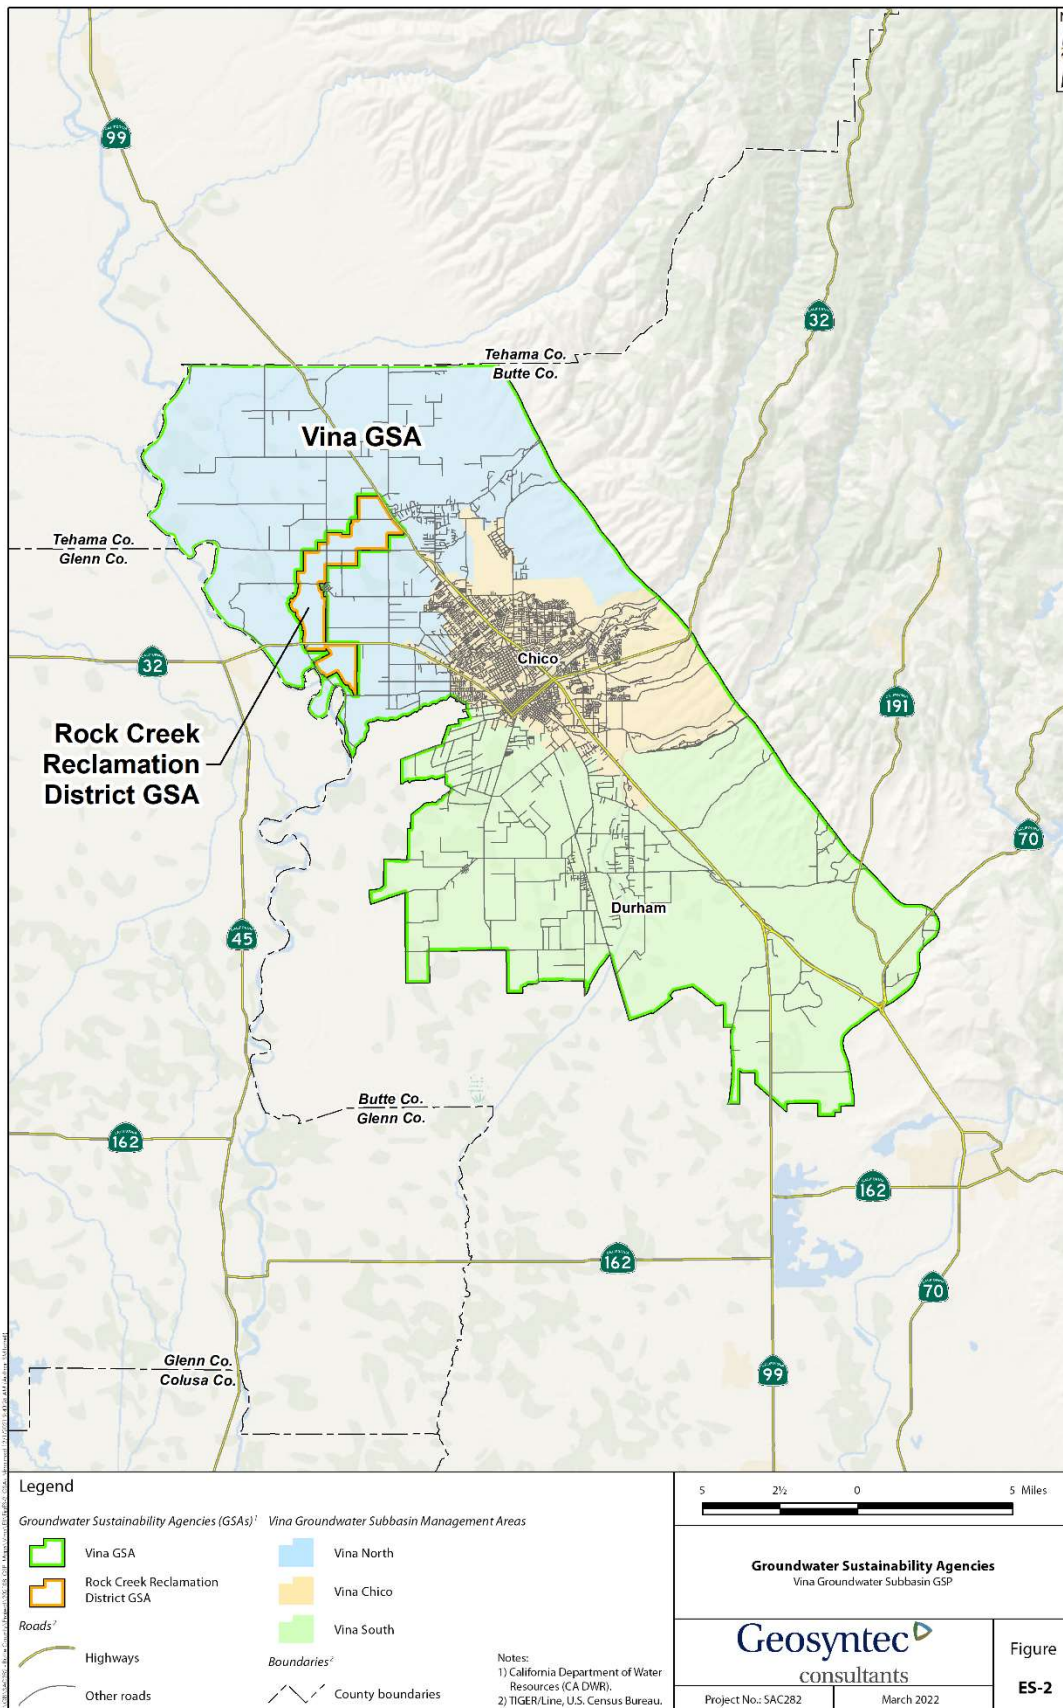 99
32
Tehama Co.
Butte Co.
Vina GSA
Tehama Co.
Glenn Co.
32
Chico
191
Rock Creek
Reclamation
District GSA
70
Durham
45
Butte Co.
Glenn Co.
162
162
162
70
Glenn Co.
Colusa Co.
99
Legend
Groundwater Sustainability Agencies (GSAs)¹
Vina GSA
Rock Creek Reclamation
District GSA
Roads²
Highways
Other roads
Vina Groundwater Subbasin Management Areas
Vina North
Vina Chico
Vina South
Boundaries²
County boundaries
Notes:
1) California Department of Water
Resources (CA DWR).
2) TIGER/Line, U.S. Census Bureau.
5 2½ 0 5 Miles
Groundwater Sustainability Agencies
Vina Groundwater Subbasin GSP
Geosyntec
consultants
Project No.: SAC282
March 2022
Figure
ES-2